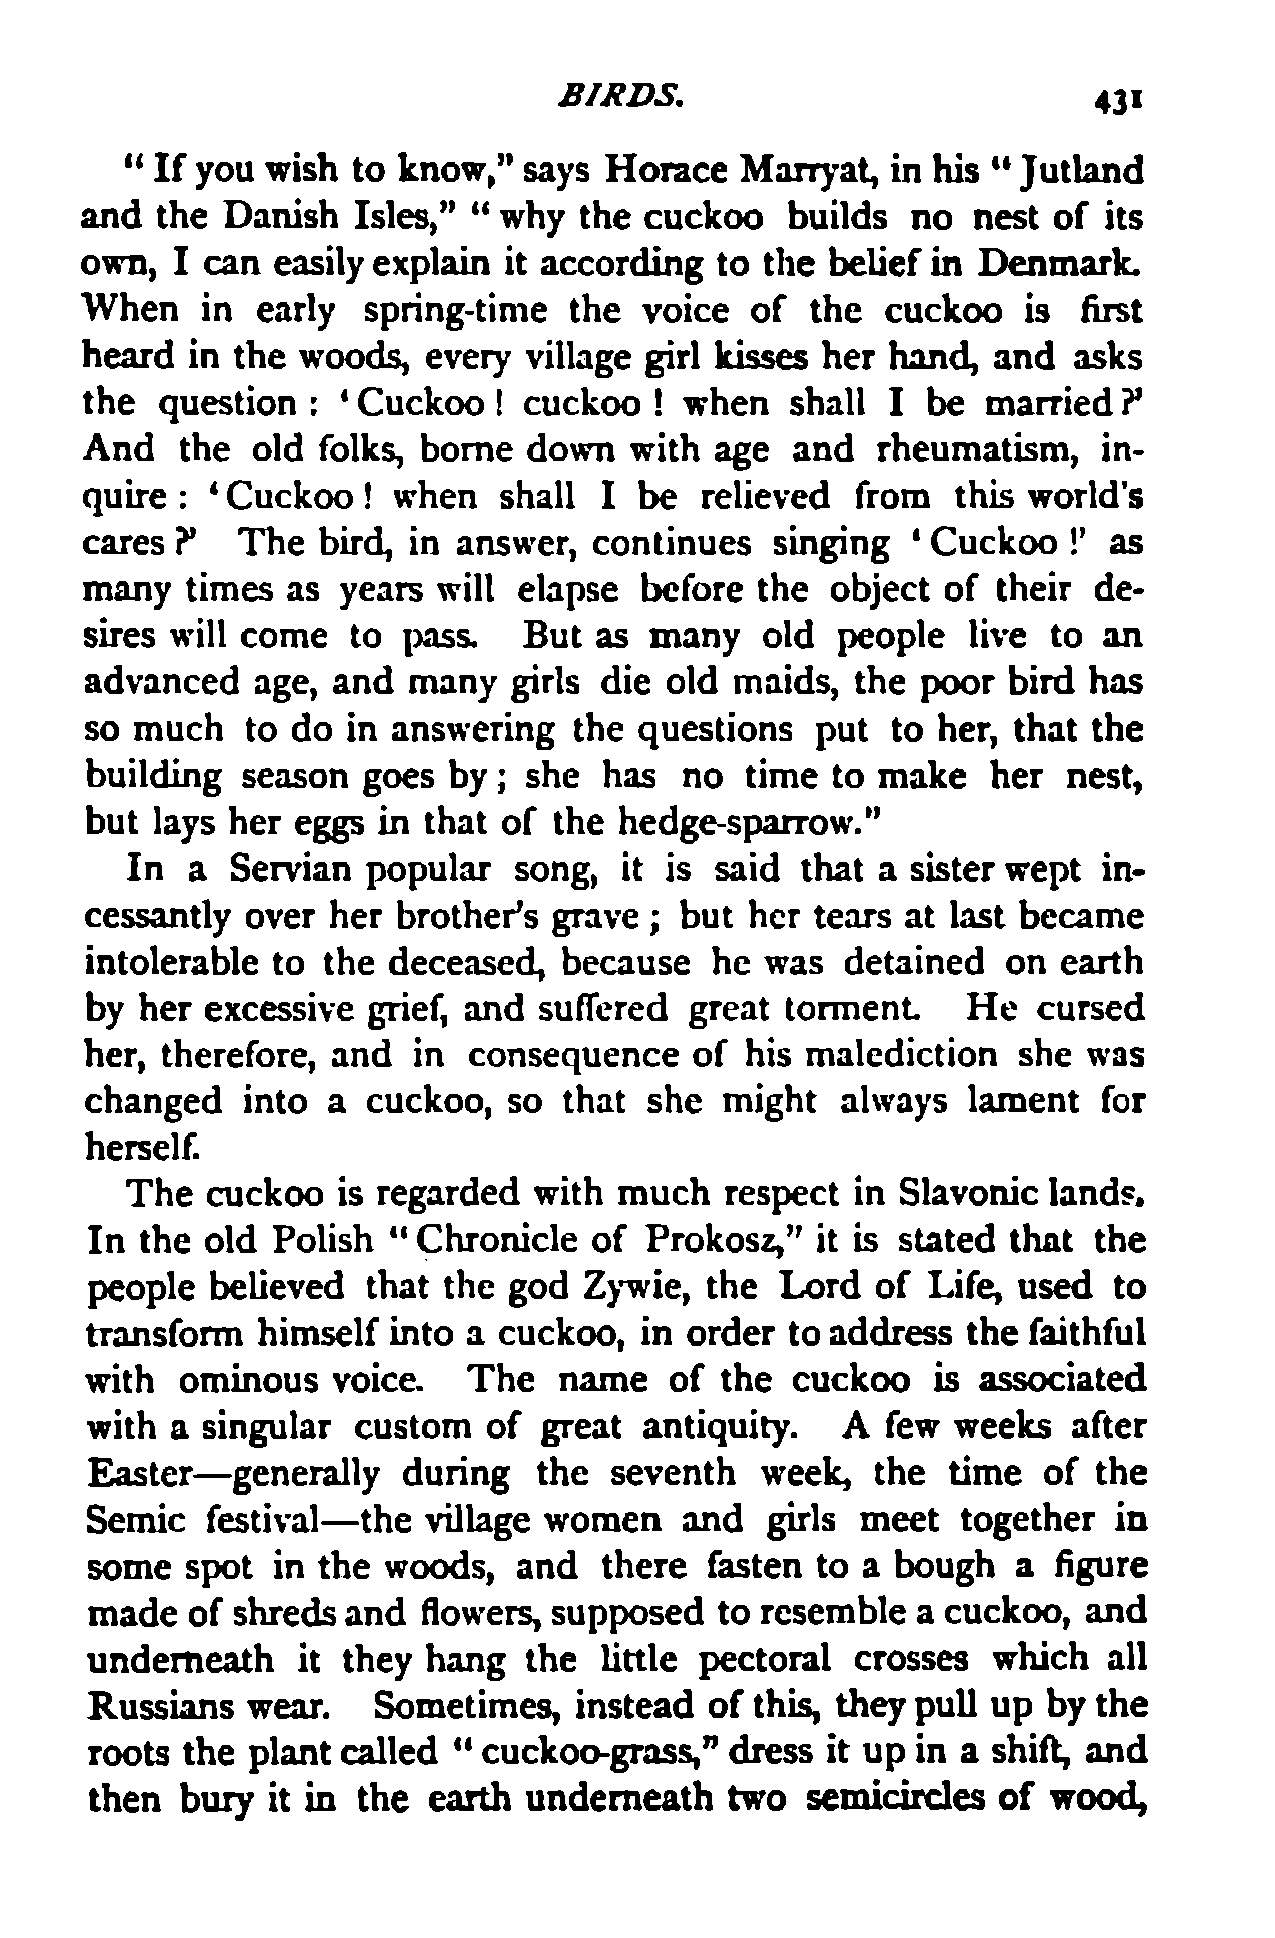 BIRDS. 431
" If you wish to know," says Horace Marryat, in his " Jutland
and the Danish Isles," " why the cuckoo builds no nest of its
own, I can easily explain it according to the belief in Denmark.
When in early spring-time the voice of the cuckoo is first
heard in the woods, every village girl kisses her hand, and asks
the question : ' Cuckoo ! cuckoo ! when shall I be married ?'
And the old folks, borne down with age and rheumatism, in-
quire : ' Cuckoo ! when shall I be relieved from this world's
cares ?' The bird, in answer, continues singing ' Cuckoo !' as
many times as years will elapse before the object of their de-
sires will come to pass. But as many old people live to an
advanced age, and many girls die old maids, the poor bird has
so much to do in answering the questions put to her, that the
building season goes by ; she has no time to make her nest,
but lays her eggs in that of the hedge-sparrow."
In a Servian popular song, it is said that a sister wept in-
cessantly over her brother's grave ; but her tears at last became
intolerable to the deceased, because he was detained on earth
by her excessive grief, and suffered great torment. He cursed
her, therefore, and in consequence of his malediction she was
changed into a cuckoo, so that she might always lament for
herself.
The cuckoo is regarded with much respect in Slavonic lands.
In the old Polish " Chronicle of Prokosz," it is stated that the
people believed that the god Zywie, the Lord of Life, used to
transform himself into a cuckoo, in order to address the faithful
with ominous voice. The name of the cuckoo is associated
with a singular custom of great antiquity. A few weeks after
Easter—generally during the seventh week, the time of the
Semic festival—the village women and girls meet together in
some spot in the woods, and there fasten to a bough a figure
made of shreds and flowers, supposed to resemble a cuckoo, and
underneath it they hang the little pectoral crosses which all
Russians wear. Sometimes, instead of this, they pull up by the
roots the plant called " cuckoo-grass," dress it up in a shift, and
then bury it in the earth underneath two semicircles of wood,